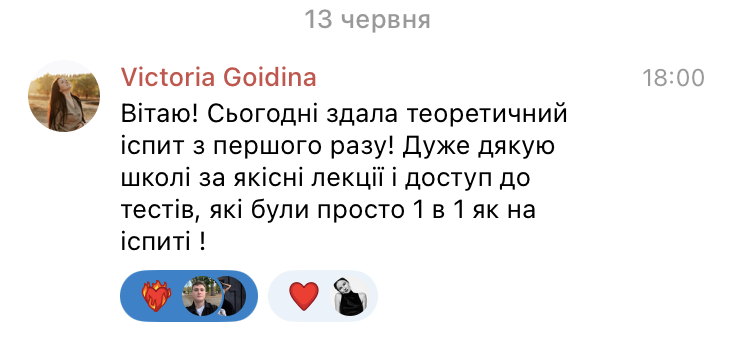 13 червня
Victoria Goidina 18:00
Вітаю! Сьогодні здала теоретичний
іспит з першого разу! Дуже дякую
школі за якісні лекції і доступ до
тестів, які були просто 1 в 1 як на
іспиті !